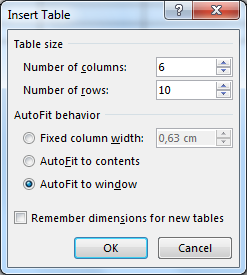 Insert Table
Table size
Number of columns: 6
Number of rows: 10
AutoFit behavior
Fixed column width: 0,63 cm
AutoFit to contents
AutoFit to window
Remember dimensions for new tables
OK Cancel